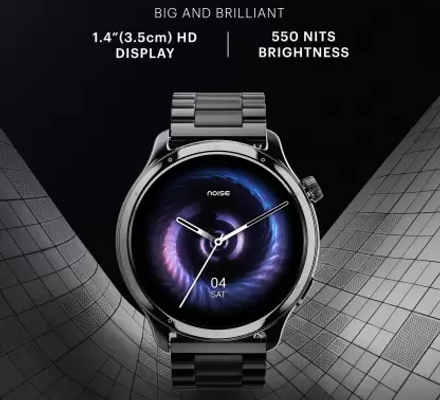 BIG AND BRILLIANT
1.4”(3.5cm) HD
DISPLAY
550 NITS
BRIGHTNESS
NOISE
04
SAT